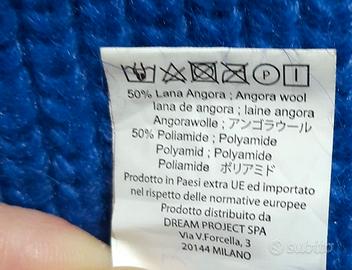 50% Lana Angora ; Angora wool
lana de angora ; laine angora
Angorawolle ; アンゴラウール
50% Poliamide ; Polyamide
Polyamid ; Polyamide
Poliamide ポリアミド
Prodotto in Paesi extra UE ed importato
nel rispetto delle normative europee
Prodotto distribuito da
DREAM PROJECT SPA
Via V.Forcella, 3
20144 MILANO
subito